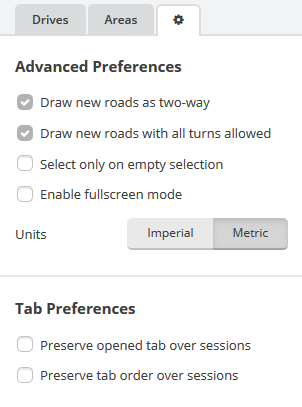 Drives Areas
Advanced Preferences
Draw new roads as two-way
Draw new roads with all turns allowed
Select only on empty selection
Enable fullscreen mode
Units Imperial Metric
Tab Preferences
Preserve opened tab over sessions
Preserve tab order over sessions